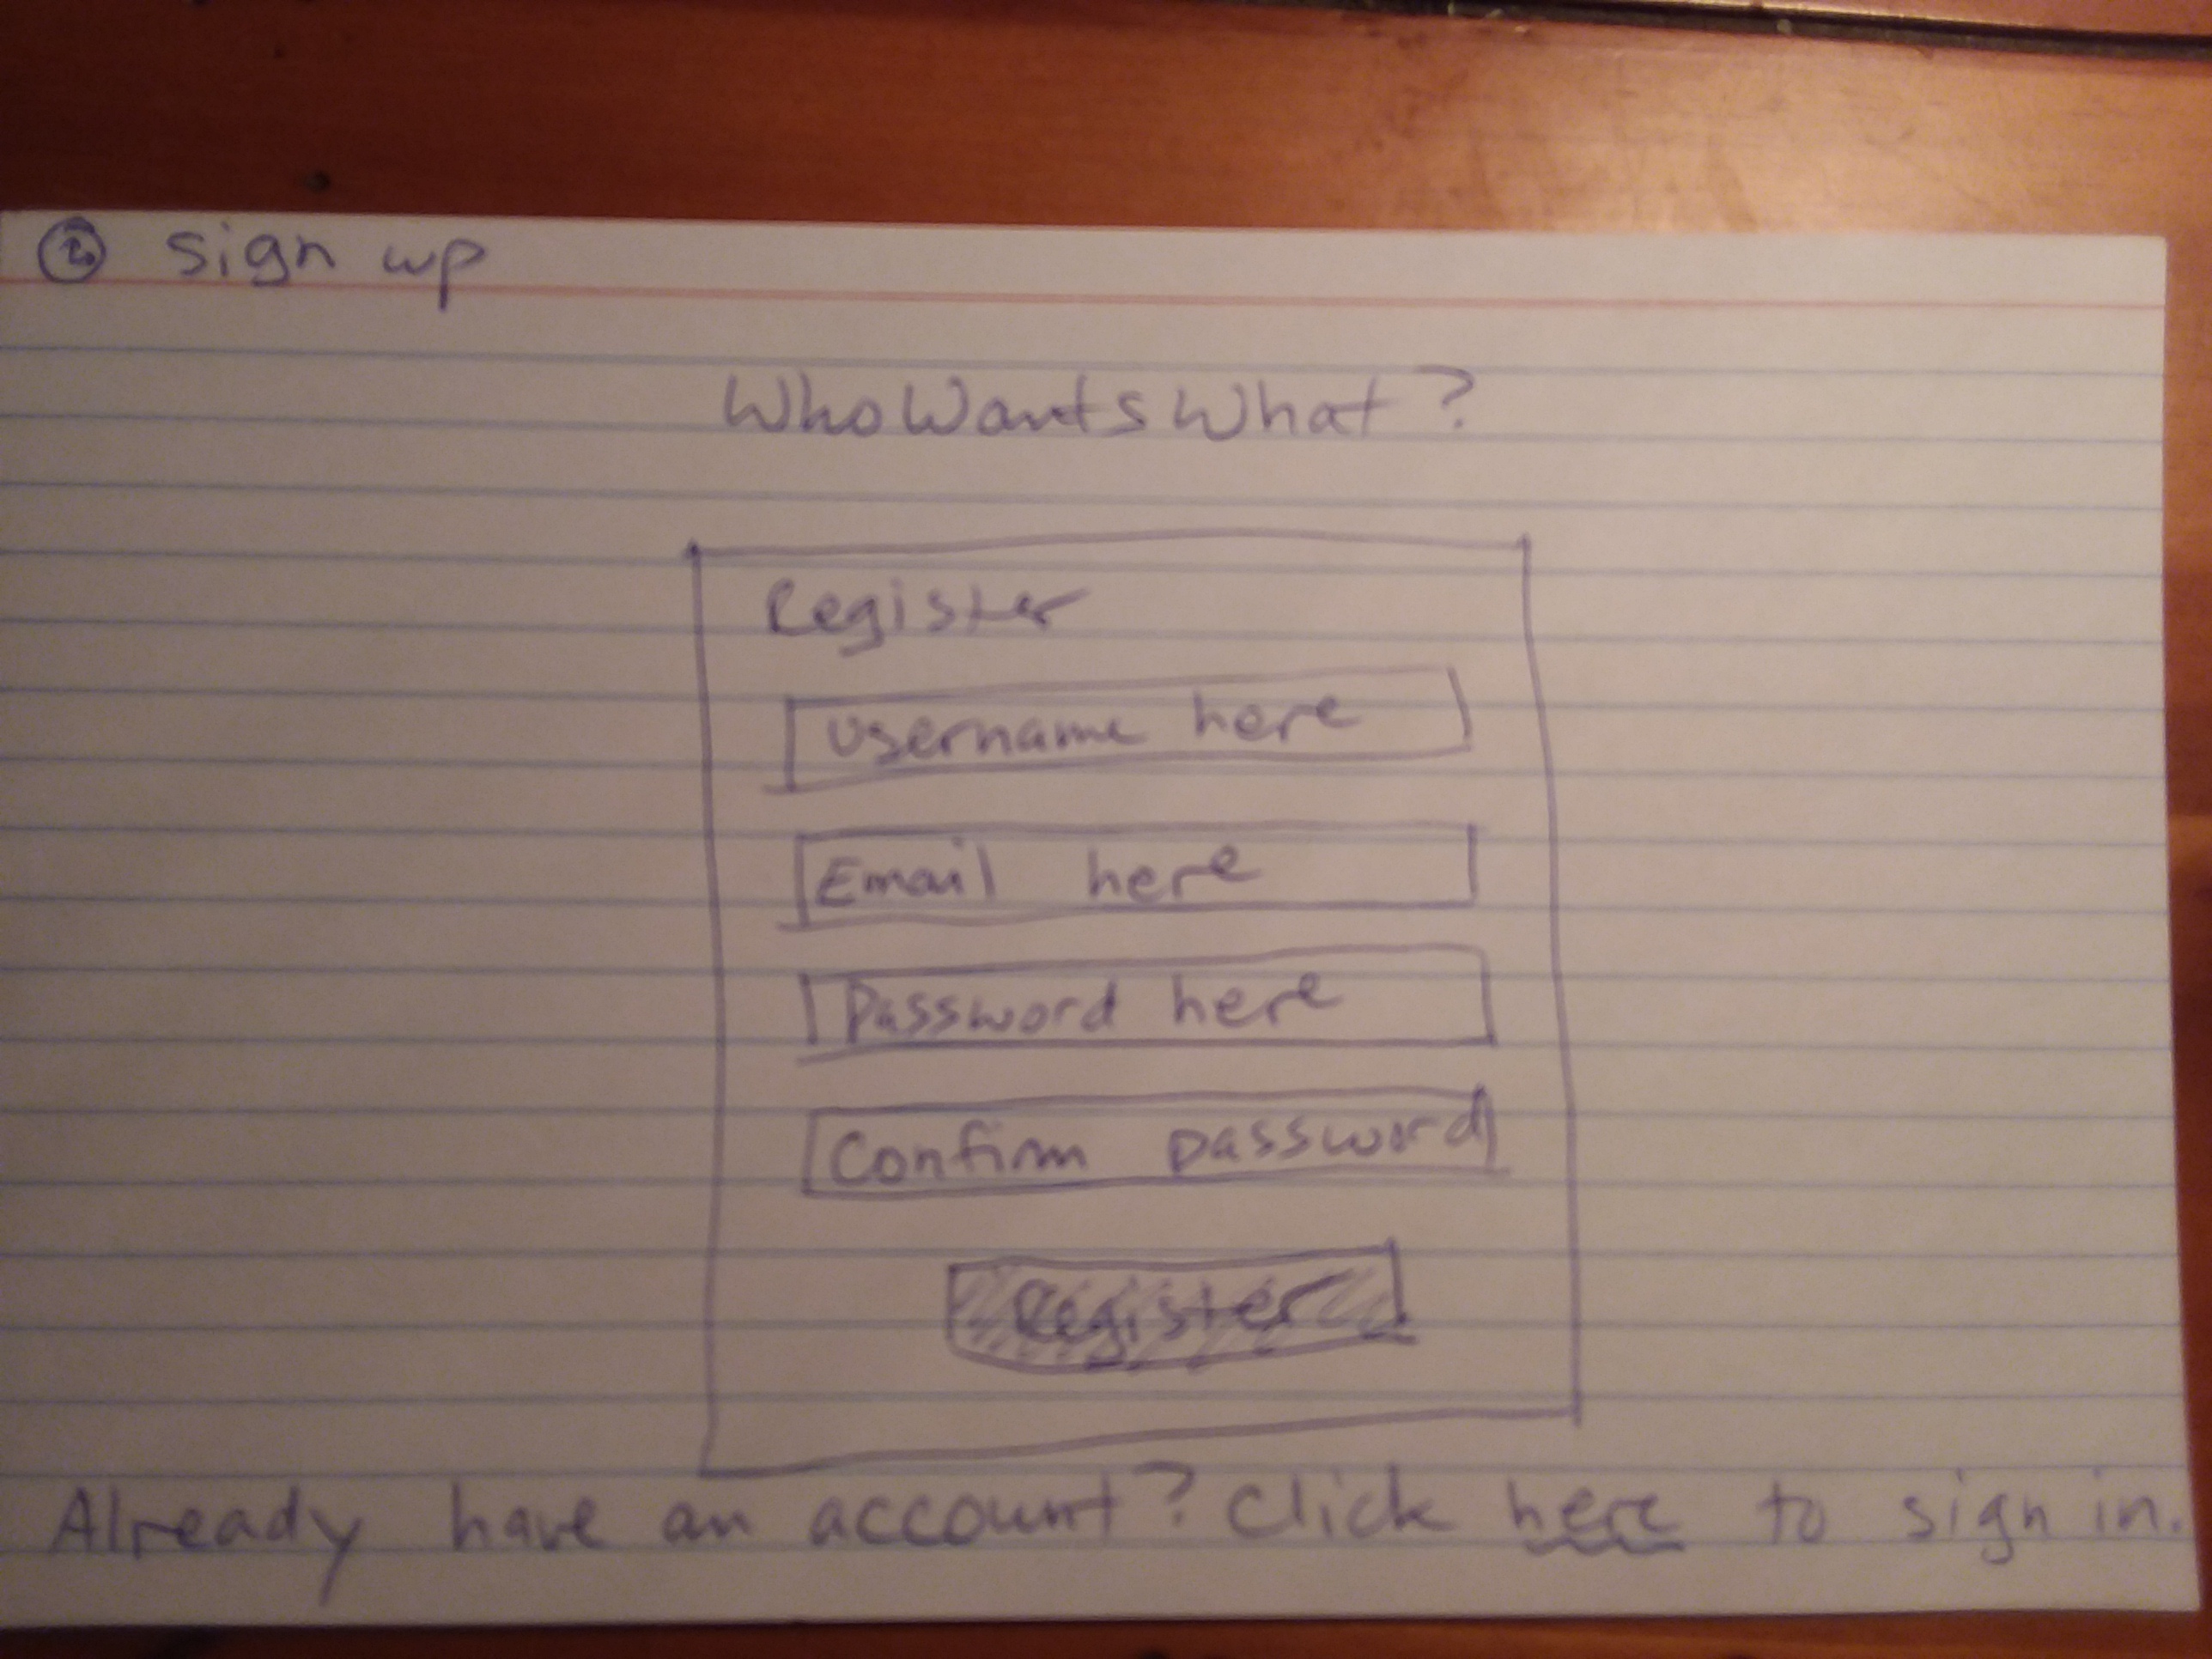 ② sign up
WhoWantsWhat?
Register
Username here
Email here
Password here
Confirm password
Register
Already have an account? Click here to sign in.